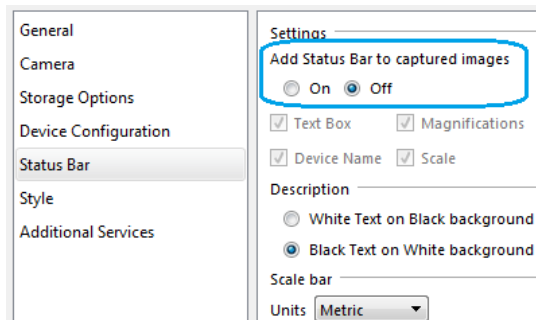 General
Camera
Storage Options
Device Configuration
Status Bar
Style
Additional Services
Settings
Add Status Bar to captured images
On Off
Text Box Magnifications
Device Name Scale
Description
White Text on Black background
Black Text on White background
Scale bar
Units Metric